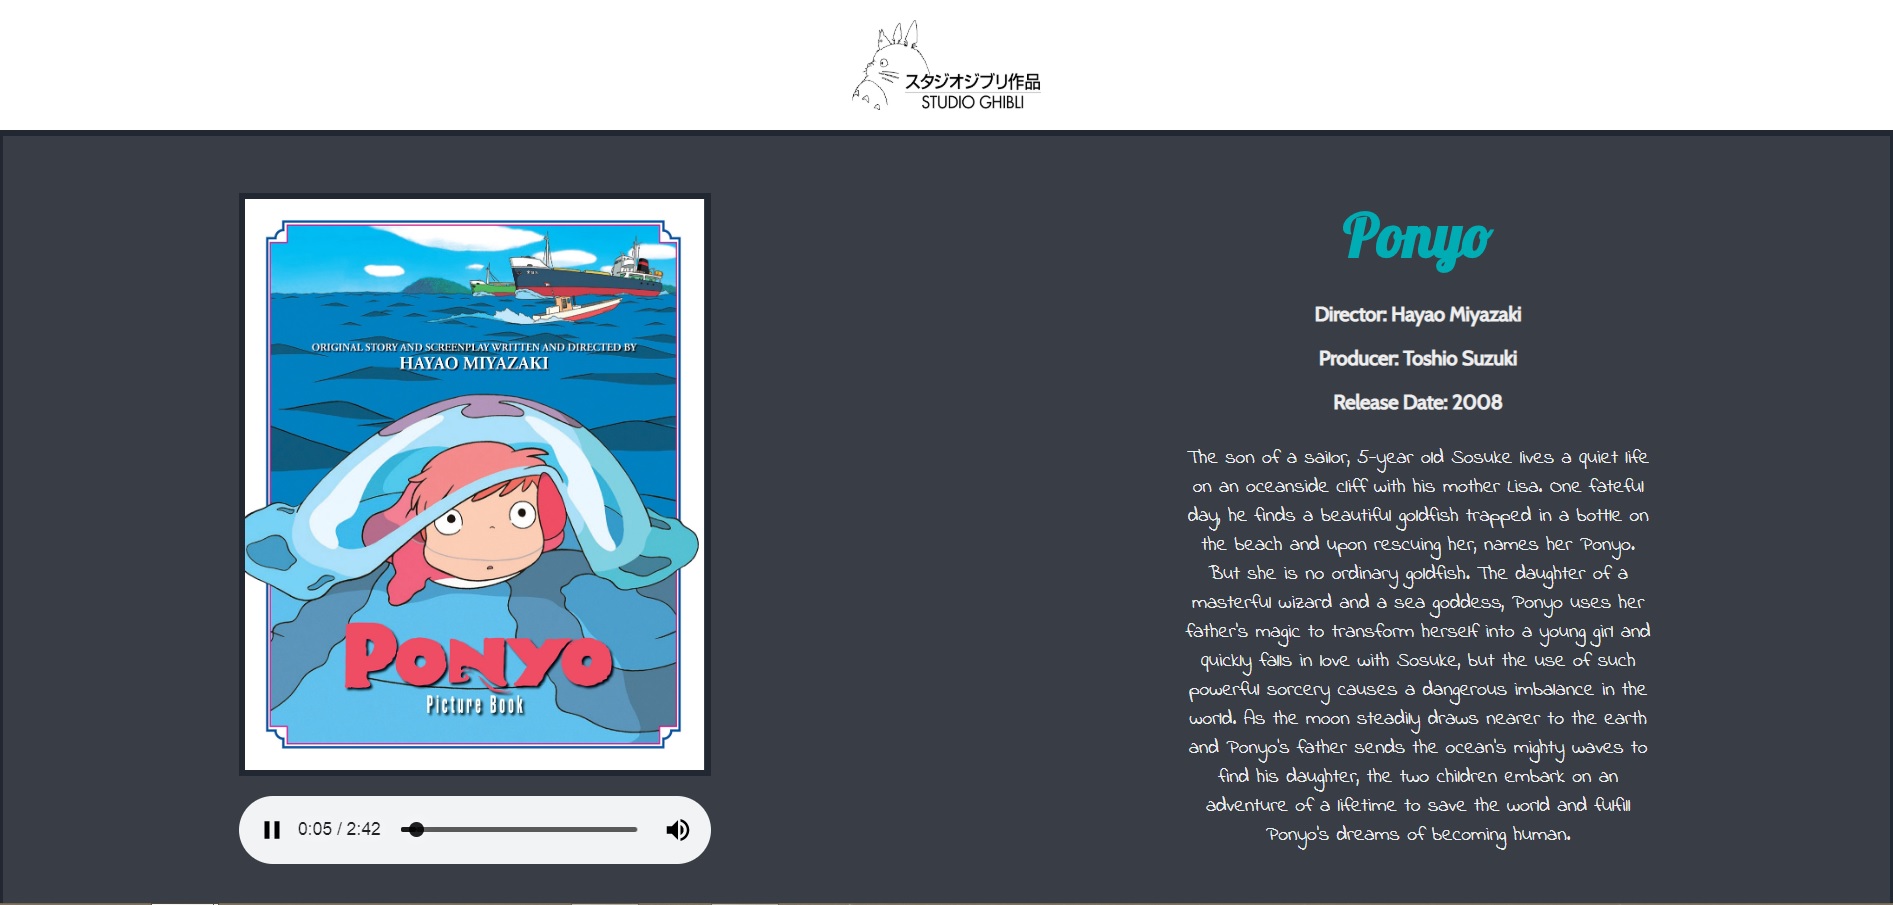 スタジオジブリ作品
STUDIO GHIBLI
ORIGINAL STORY AND SCREENPLAY WRITTEN AND DIRECTED BY
HAYAO MIYAZAKI
PONYO
Picture Book
0:05 / 2:42
Ponyo
Director: Hayao Miyazaki
Producer: Toshio Suzuki
Release Date: 2008
The son of a sailor, 5-year old Sosuke lives a quiet life
on an oceanside cliff with his mother Lisa. One fateful
day, he finds a beautiful goldfish trapped in a bottle on
the beach and upon rescuing her, names her Ponyo.
But she is no ordinary goldfish. The daughter of a
masterful wizard and a sea goddess, Ponyo uses her
father's magic to transform herself into a young girl and
quickly falls in love with Sosuke, but the use of such
powerful sorcery causes a dangerous imbalance in the
world. As the moon steadily draws nearer to the earth
and Ponyo's father sends the ocean's mighty waves to
find his daughter, the two children embark on an
adventure of a lifetime to save the world and fulfill
Ponyo's dreams of becoming human.